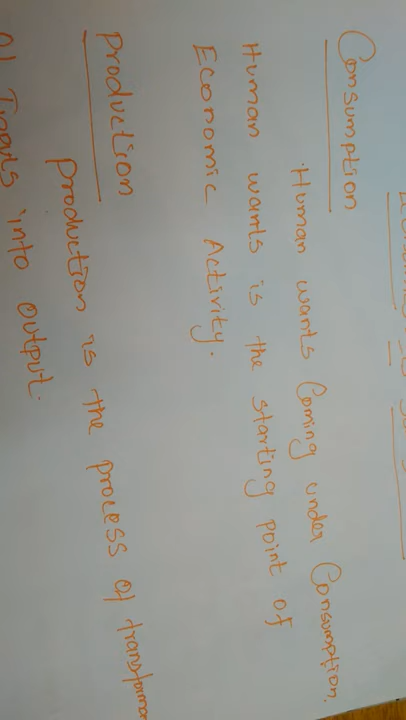 Consumption
Human wants Coming under Consumption.
Human wants is the starting point of
Economic Activity.
Production
Production is the process of
of Inputs into output.